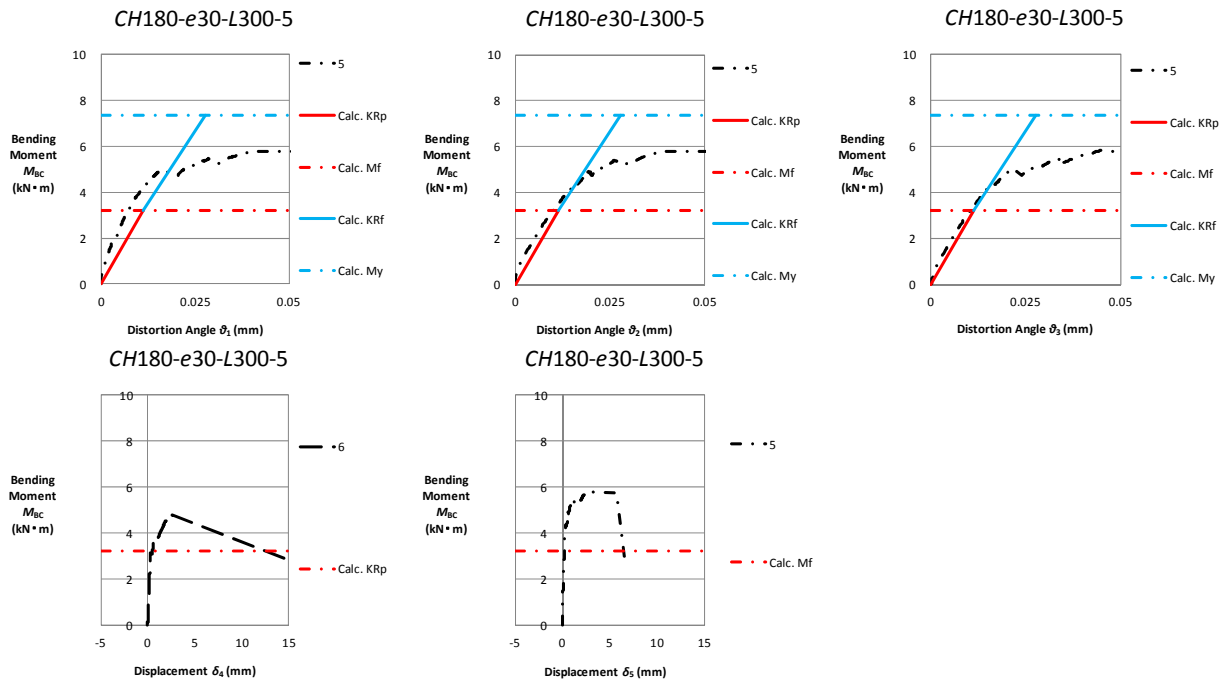 CH180-e30-L300-5
10
8
6
4
2
0
Bending
Moment
M_BC
(kN・m)
0
0.025
0.05
Distortion Angle ϑ1 (mm)
5
Calc. KRp
Calc. Mf
Calc. KRf
Calc. My
CH180-e30-L300-5
10
8
6
4
2
0
Bending
Moment
M_BC
(kN・m)
0
0.025
0.05
Distortion Angle ϑ2 (mm)
5
Calc. KRp
Calc. Mf
Calc. KRf
Calc. My
CH180-e30-L300-5
10
8
6
4
2
0
Bending
Moment
M_BC
(kN・m)
0
0.025
0.05
Distortion Angle ϑ3 (mm)
5
Calc. KRp
Calc. Mf
Calc. KRf
Calc. My
CH180-e30-L300-5
10
8
6
4
2
0
Bending
Moment
M_BC
(kN・m)
-5
0
5
10
15
Displacement δ4 (mm)
6
Calc. KRp
CH180-e30-L300-5
10
8
6
4
2
0
Bending
Moment
M_BC
(kN・m)
-5
0
5
10
15
Displacement δ5 (mm)
5
Calc. Mf